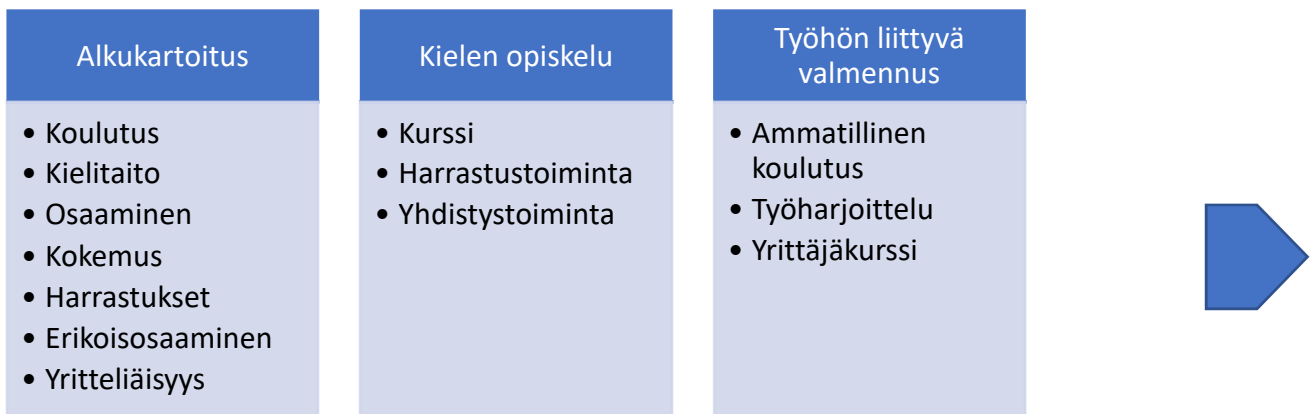 Alkukartoitus
• Koulutus
• Kielitaito
• Osaaminen
• Kokemus
• Harrastukset
• Erikoisosaaminen
• Yritteliäisyys
Kielen opiskelu
• Kurssi
• Harrastustoiminta
• Yhdistystoiminta
Työhön liittyvä
valmennus
• Ammatillinen
koulutus
• Työharjoittelu
• Yrittäjäkurssi